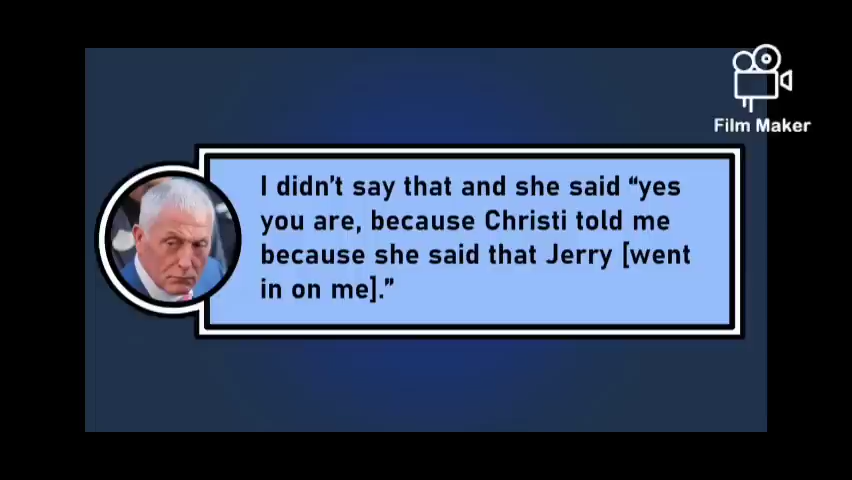 Film Maker
I didn't say that and she said “yes
you are, because Christi told me
because she said that Jerry [went
in on me].”